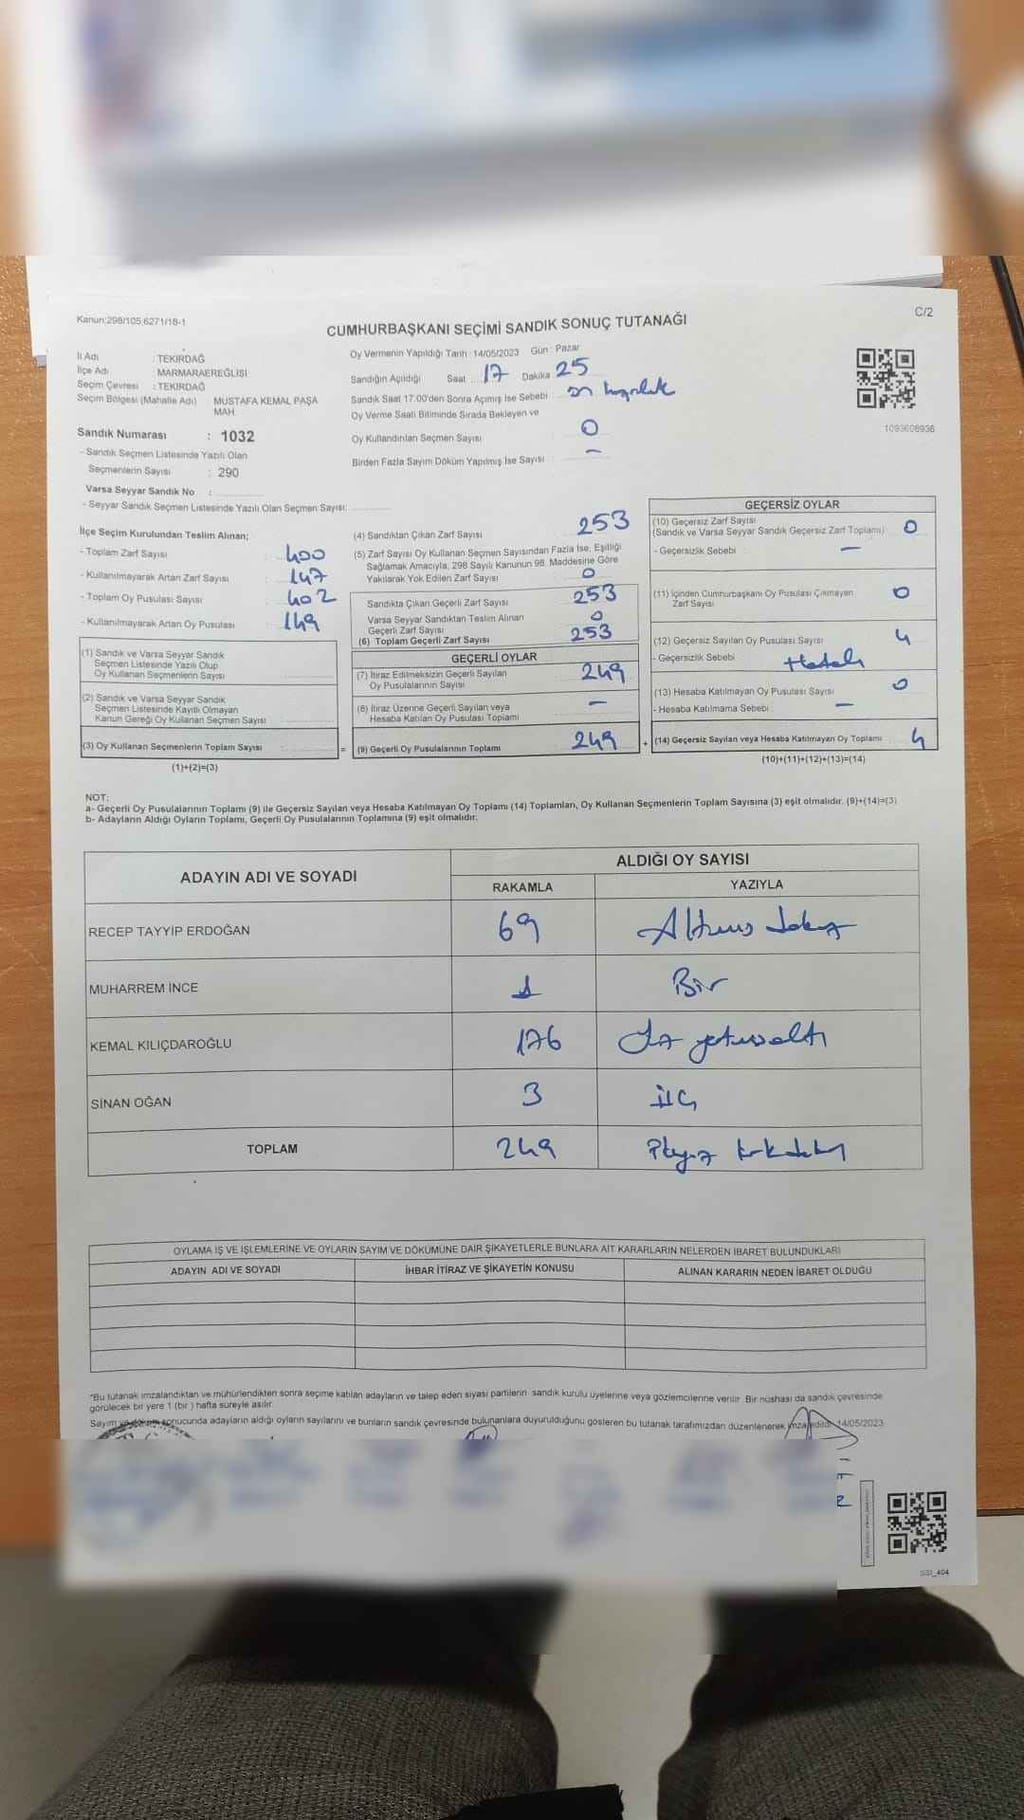 Kanun:298/105,6271/18-1
C/2
CUMHURBAŞKANI SEÇİMİ SANDIK SONUÇ TUTANAĞI
İl Adı : TEKİRDAĞ
İlçe Adı MARMARAEREĞLİSİ
Seçim Çevresi : TEKİRDAĞ
Seçim Bölgesi (Mahalle Adı) MUSTAFA KEMAL PAŞA
MAH
Sandık Numarası : 1032
- Sandık Seçmen Listesinde Yazılı Olan
Seçmenlerin Sayısı : 290
Varsa Seyyar Sandık No :
- Seyyar Sandık Seçmen Listesinde Yazılı Olan Seçmen Sayısı:
Oy Vermenin Yapıldığı Tarih :14/05/2023 Gün : Pazar
Sandığın Açıldığı Saat 17 Dakika 25
Sandık Saat 17.00'den Sonra Açımış İse Sebebi :
Oy Verme Saati Bitiminde Sırada Bekleyen ve
Oy Kullandırılan Seçmen Sayısı 0
Birden Fazla Sayım Döküm Yapılmış İse Sayısı : –
1093608936
İlçe Seçim Kurulundan Teslim Alınan;
- Toplam Zarf Sayısı : 400
- Kullanılmayarak Artan Zarf Sayısı : 147
- Toplam Oy Pusulası Sayısı : 402
- Kullanılmayarak Artan Oy Pusulası : 149
(1) Sandık ve Varsa Seyyar Sandık
Seçmen Listesinde Yazılı Olup
Oy Kullanan Seçmenlerin Sayısı :
(2) Sandık ve Varsa Seyyar Sandık
Seçmen Listesinde Kayıtlı Olmayan
Kanun Gereği Oy Kullanan Seçmen Sayısı :
(3) Oy Kullanan Seçmenlerin Toplam Sayısı :
=
(1)+(2)=(3)
(4) Sandıktan Çıkan Zarf Sayısı : 253
(5) Zarf Sayısı Oy Kullanan Seçmen Sayısından Fazla İse, Eşitliği
Sağlamak Amacıyla, 298 Sayılı Kanunun 98. Maddesine Göre
Yakılarak Yok Edilen Zarf Sayısı : 0
Sandıkta Çıkan Geçerli Zarf Sayısı 253
Varsa Seyyar Sandıktan Teslim Alınan
Geçerli Zarf Sayısı : 0
(6) Toplam Geçerli Zarf Sayısı : 253
GEÇERLİ OYLAR
(7) İtiraz Edilmeksizin Geçerli Sayılan
Oy Pusulalarının Sayısı : 249
(8) İtiraz Üzerine Geçerli Sayılan veya
Hesaba Katılan Oy Pusulası Toplamı : –
(9) Geçerli Oy Pusulalarının Toplamı : 249
+
GEÇERSİZ OYLAR
(10) Geçersiz Zarf Sayısı
(Sandık ve Varsa Seyyar Sandık Geçersiz Zarf Toplamı) : 0
- Geçersizlik Sebebi : –
(11) İçinden Cumhurbaşkanı Oy Pusulası Çıkmayan
Zarf Sayısı : 0
(12) Geçersiz Sayılan Oy Pusulası Sayısı : 4
- Geçersizlik Sebebi : Hatalı
(13) Hesaba Katılmayan Oy Pusulası Sayısı : 0
- Hesaba Katılmama Sebebi : –
(14) Geçersiz Sayılan veya Hesaba Katılmayan Oy Toplamı : 4
(10)+(11)+(12)+(13)=(14)
NOT:
a- Geçerli Oy Pusulalarının Toplamı (9) ile Geçersiz Sayılan veya Hesaba Katılmayan Oy Toplamı (14) Toplamları, Oy Kullanan Seçmenlerin Toplam Sayısına (3) eşit olmalıdır. (9)+(14)=(3)
b- Adayların Aldığı Oyların Toplamı, Geçerli Oy Pusulalarının Toplamına (9) eşit olmalıdır.
ADAYIN ADI VE SOYADI
ALDIĞI OY SAYISI
RAKAMLA YAZIYLA
RECEP TAYYİP ERDOĞAN 69 Altmış dokuz
MUHARREM İNCE 1 Bir
KEMAL KILIÇDAROĞLU 176 Yüz yetmiş altı
SİNAN OĞAN 3 üç
TOPLAM 249 İkiyüz kırkdokuz
OYLAMA İŞ VE İŞLEMLERİNE VE OYLARIN SAYIM VE DÖKÜMÜNE DAİR ŞİKAYETLERLE BUNLARA AİT KARARLARIN NELERDEN İBARET BULUNDUKLARI
ADAYIN ADI VE SOYADI İHBAR İTİRAZ VE ŞİKAYETİN KONUSU ALINAN KARARIN NEDEN İBARET OLDUĞU
*Bu tutanak imzalandıktan ve mühürlendikten sonra seçime katılan adayların ve talep eden siyasi partilerin sandık kurulu üyelerine veya gözlemcilerine verilir. Bir nüshası da sandık çevresinde
görülecek bir yere 1 (bir ) hafta süreyle asılır.
Sayım ve döküm sonucunda adayların aldığı oyların sayılarını ve bunların sandık çevresinde bulunanlara duyurulduğunu gösteren bu tutanak tarafımızdan düzenlenerek imza edildi. 14/05/2023